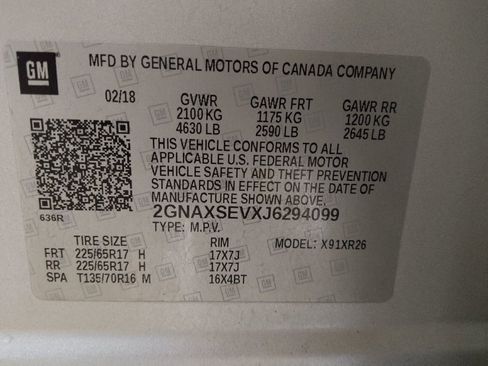 GM
MFD BY GENERAL MOTORS OF CANADA COMPANY
02/18 GVWR GAWR FRT GAWR RR
2100 KG 1175 KG 1200 KG
4630 LB 2590 LB 2645 LB
THIS VEHICLE CONFORMS TO ALL
APPLICABLE U.S. FEDERAL MOTOR
VEHICLE SAFETY AND THEFT PREVENTION
STANDARDS IN EFFECT ON THE DATE OF
MANUFACTURE SHOWN ABOVE.
2GNAXSEVXJ6294099
636R
TYPE: M.P.V.
TIRE SIZE RIM MODEL: X91XR26
FRT 225/65R17 H 17X7J
RR 225/65R17 H 17X7J
SPA T135/70R16 M 16X4BT